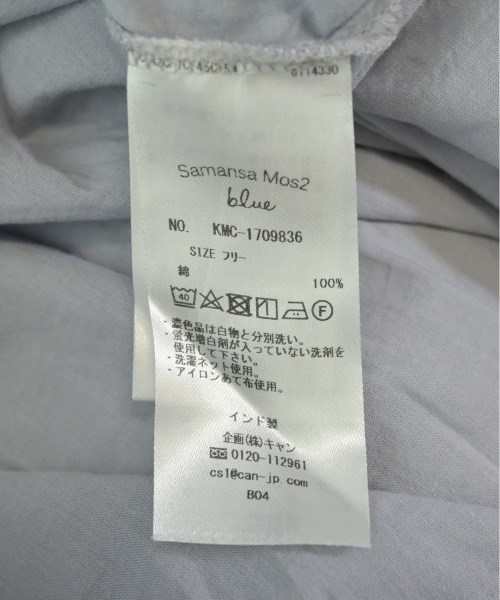 0114330
Samansa Mos2
blue
NO. KMC-1709836
SIZE フリー
綿 100%
40 F
・濃色品は白物と分別洗い。
・蛍光増白剤が入っていない洗剤を
使用して下さい。
・洗濯ネット使用。
・アイロンあて布使用。
インド製
企画(株)キャン
0120-112961
cs1@can-jp.com
B04